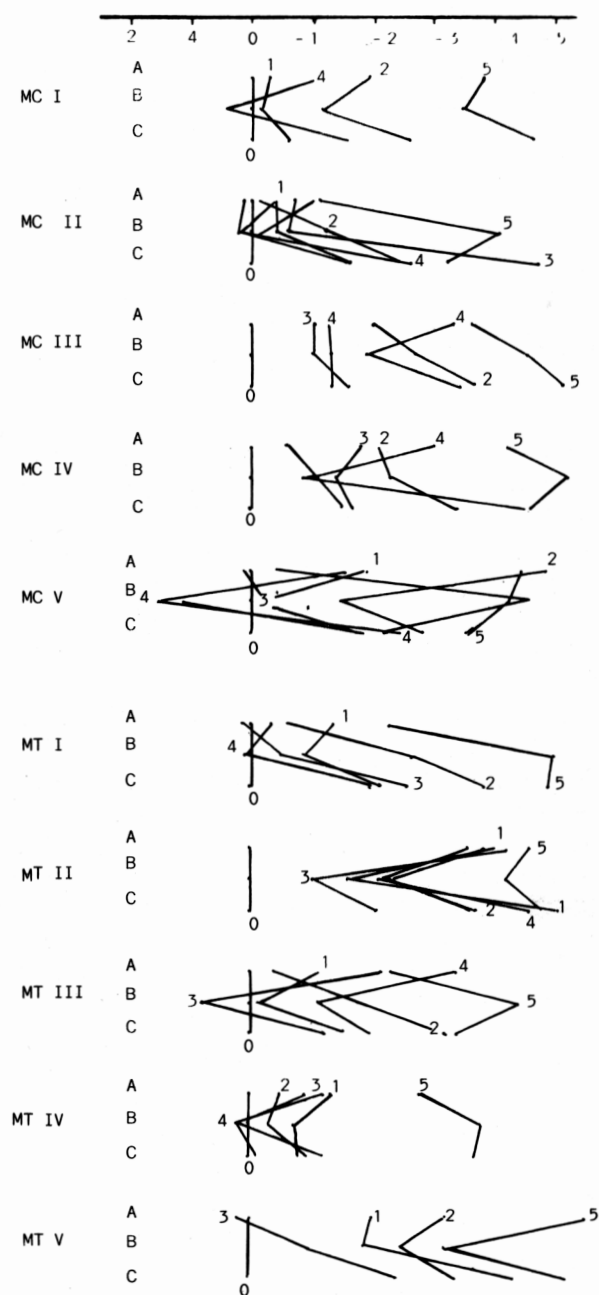 2 4 0 -1 -2 -3
A 1 4 2 5
MC I B
C
0
A 1
MC II B 2 5
C 4 3
0
A 3 4 4
MC III B
C 2 5
0
A 3 2 4 5
MC IV B
C
0
A 1 2
MC V B 4 3
C 4 5
0
A 1
MT I B 4
C 3 2 5
0
A 1 5
MT II B 3
C 2 4 1
0
A 1 4
MT III B 3 5
C 2
0
A 2 3 1 5
MT IV B 4
C
0
A 3 1 2 5
MT V B
C
0